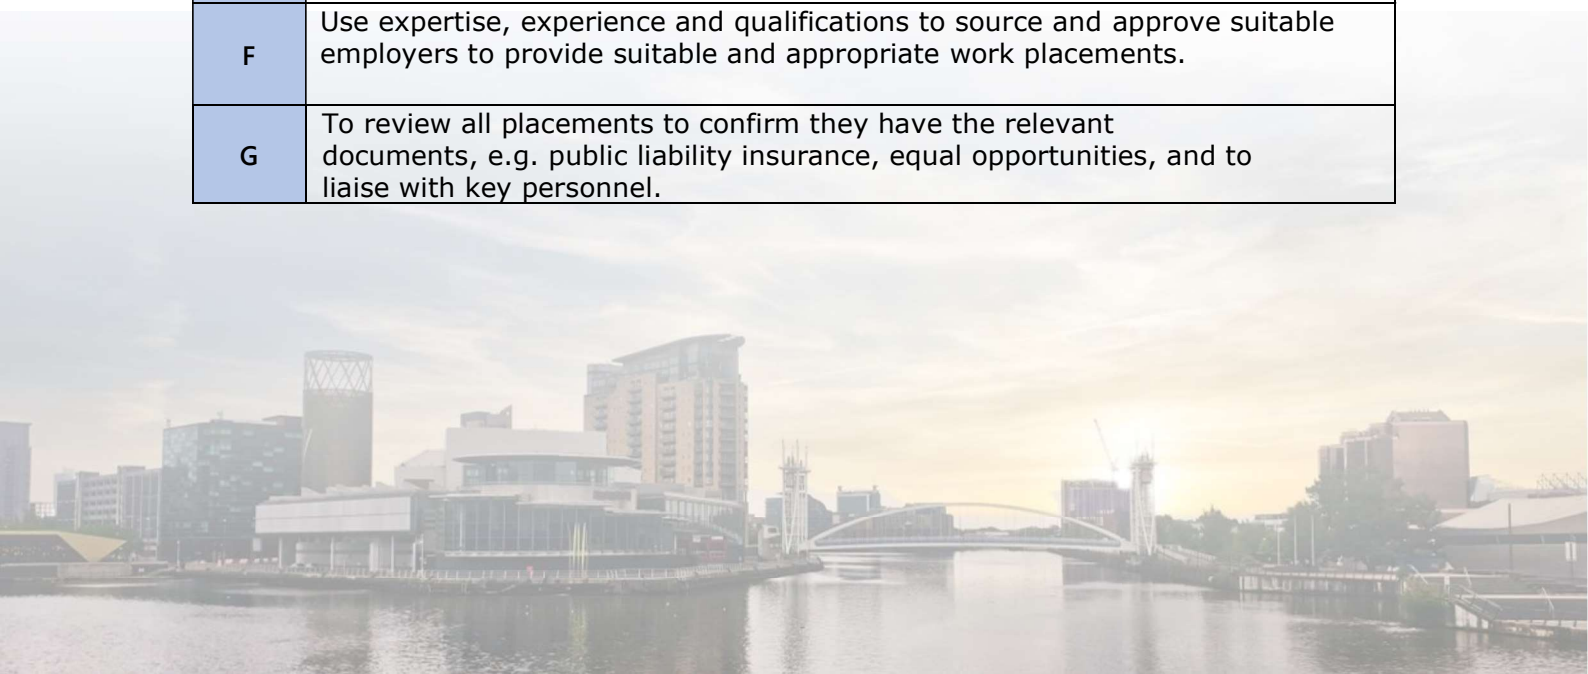 F
Use expertise, experience and qualifications to source and approve suitable
employers to provide suitable and appropriate work placements.
G
To review all placements to confirm they have the relevant
documents, e.g. public liability insurance, equal opportunities, and to
liaise with key personnel.